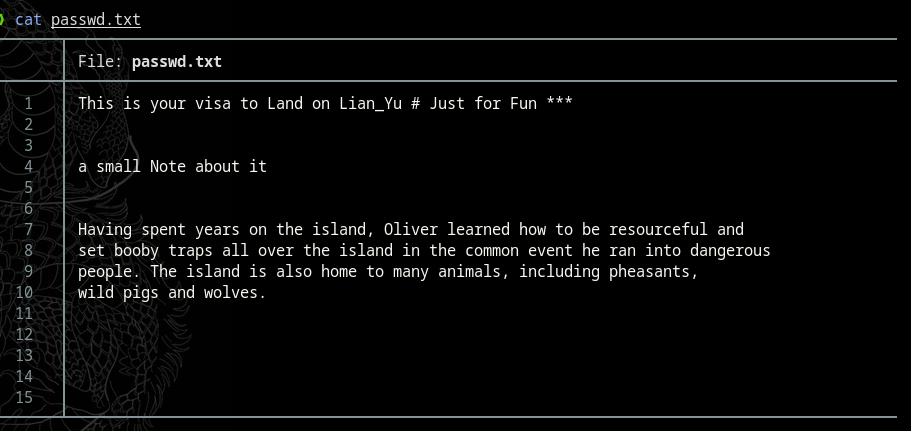 ❯ cat passwd.txt
File: passwd.txt
1 This is your visa to Land on Lian_Yu # Just for Fun ***
2
3
4 a small Note about it
5
6
7 Having spent years on the island, Oliver learned how to be resourceful and
8 set booby traps all over the island in the common event he ran into dangerous
9 people. The island is also home to many animals, including pheasants,
10 wild pigs and wolves.
11
12
13
14
15